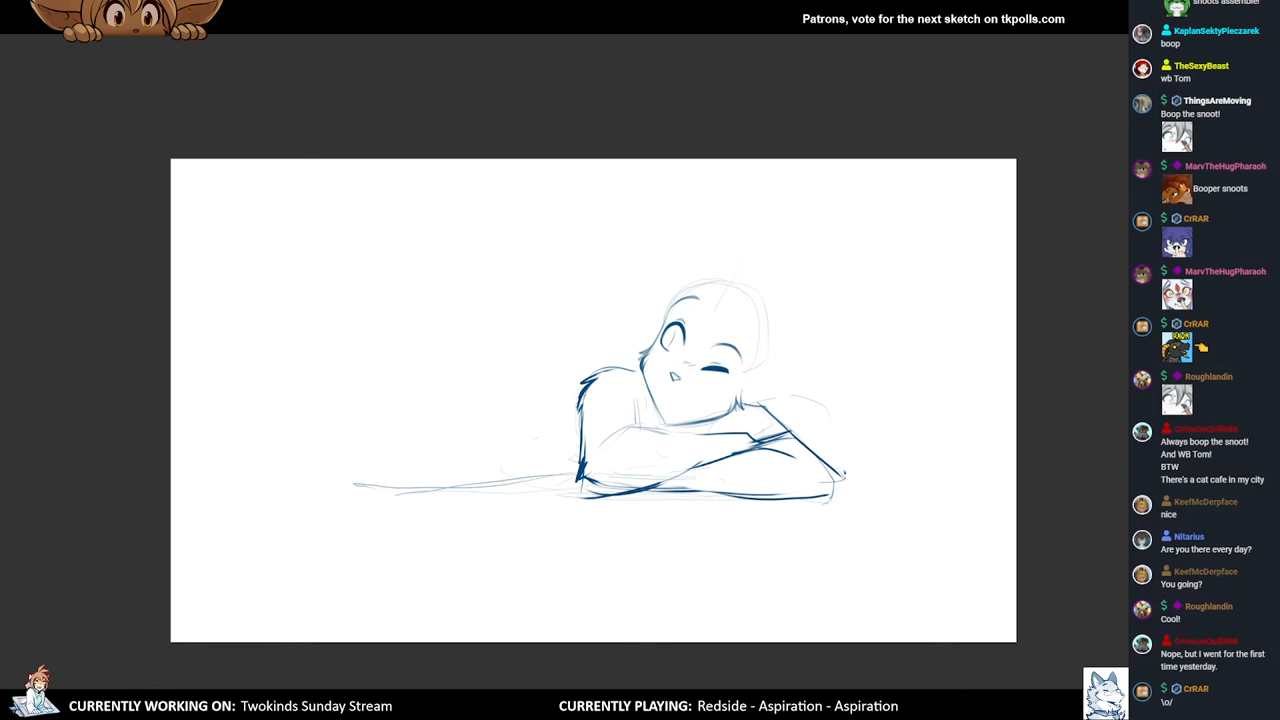 Patrons, vote for the next sketch on tkpolls.com
snoots assemble!
KaplanSektyPieczarek
boop
TheSexyBeast
wb Tom
ThingsAreMoving
Boop the snoot!
MarvTheHugPharaoh
Booper snoots
CrRAR
MarvTheHugPharaoh
CrRAR
Roughlandin
Always boop the snoot!
And WB Tom!
BTW
There's a cat cafe in my city
KeefMcDerpface
nice
Nitarius
Are you there every day?
KeefMcDerpface
You going?
Roughlandin
Cool!
Nope, but I went for the first
time yesterday.
CrRAR
\o/
CURRENTLY WORKING ON: Twokinds Sunday Stream
CURRENTLY PLAYING: Redside - Aspiration - Aspiration